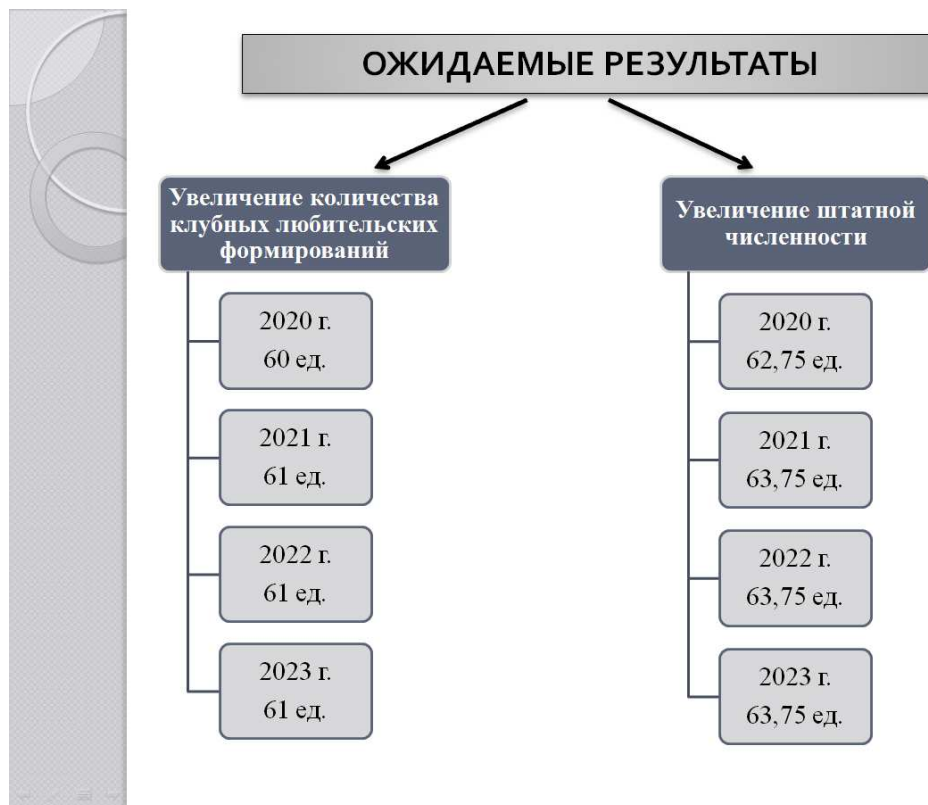 ОЖИДАЕМЫЕ РЕЗУЛЬТАТЫ
Увеличение количества
клубных любительских
формирований
2020 г.
60 ед.
2021 г.
61 ед.
2022 г.
61 ед.
2023 г.
61 ед.
Увеличение штатной
численности
2020 г.
62,75 ед.
2021 г.
63,75 ед.
2022 г.
63,75 ед.
2023 г.
63,75 ед.